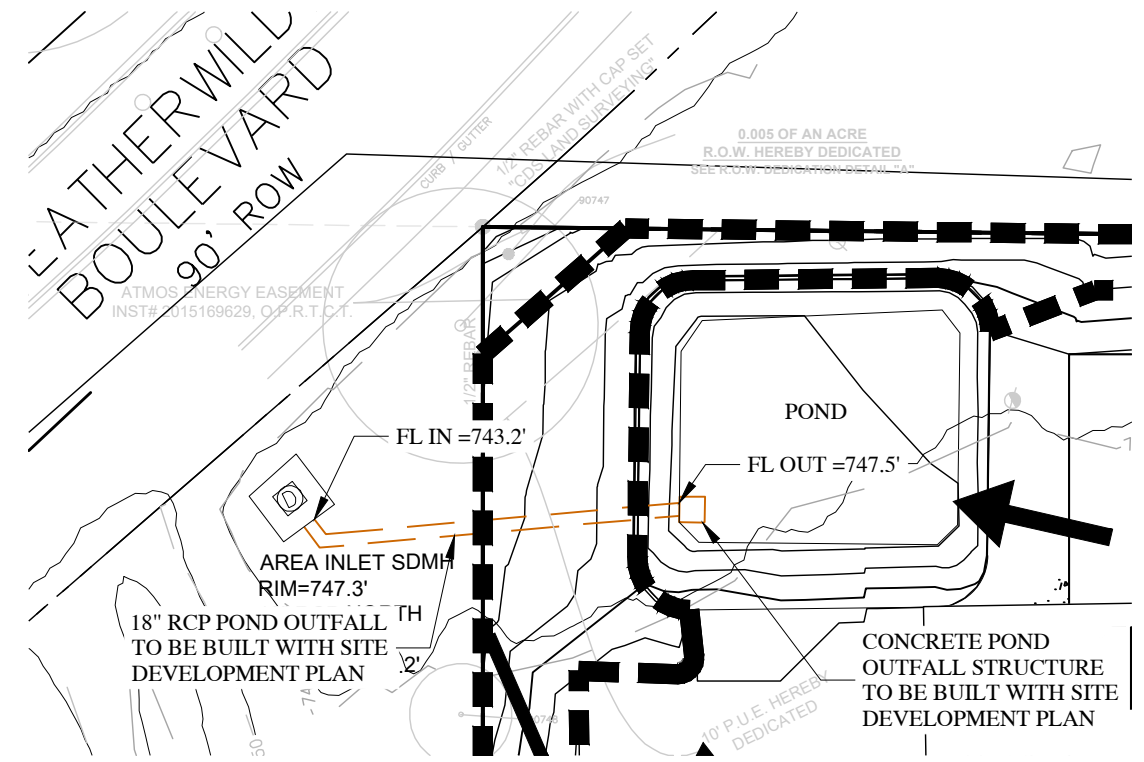 EATHERWILD
BOULEVARD
90' ROW
CURB / GUTTER
1/2" REBAR WITH CAP SET
"CDS LAND SURVEYING"
0.005 OF AN ACRE
R.O.W. HEREBY DEDICATED
SEE R.O.W. DEDICATION DETAIL "A"
90747
ATMOS ENERGY EASEMENT
INST# 2015169629, O.P.R.T.C.T.
1/2" REBAR
POND
FL IN =743.2'
FL OUT =747.5'
D
AREA INLET SDMH
RIM=747.3'
TH
.2'
18" RCP POND OUTFALL
TO BE BUILT WITH SITE
DEVELOPMENT PLAN
CONCRETE POND
OUTFALL STRUCTURE
TO BE BUILT WITH SITE
DEVELOPMENT PLAN
10' P.U.E. HEREBY
DEDICATED